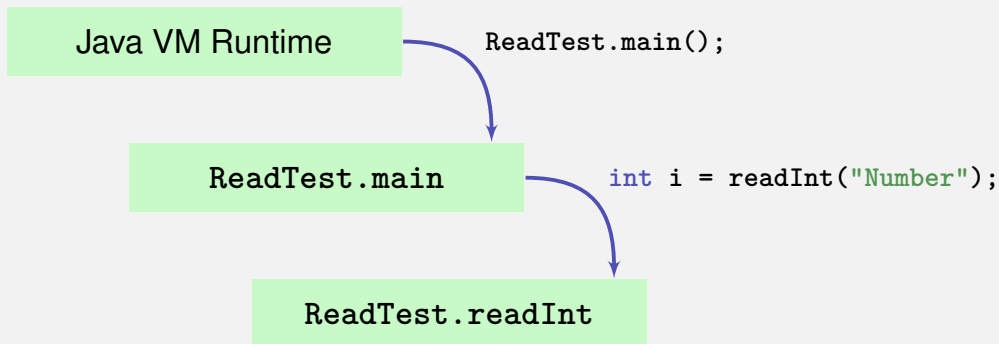 Java VM Runtime
ReadTest.main();
ReadTest.main
int i = readInt("Number");
ReadTest.readInt